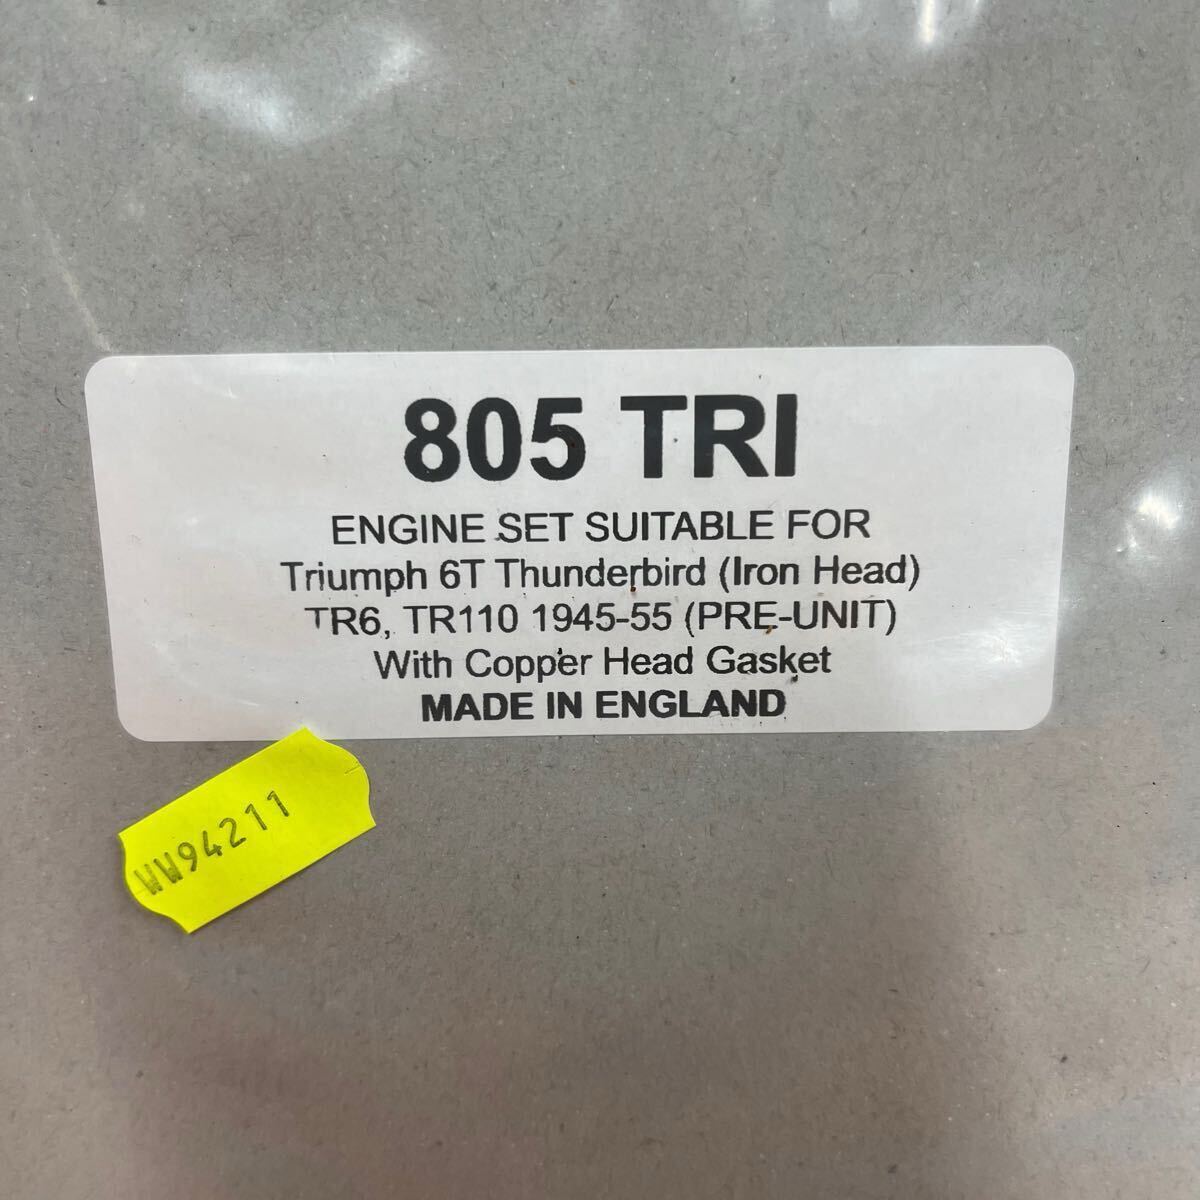 805 TRI
ENGINE SET SUITABLE FOR
Triumph 6T Thunderbird (Iron Head)
TR6, TR110 1945-55 (PRE-UNIT)
With Copper Head Gasket
MADE IN ENGLAND
WW94211